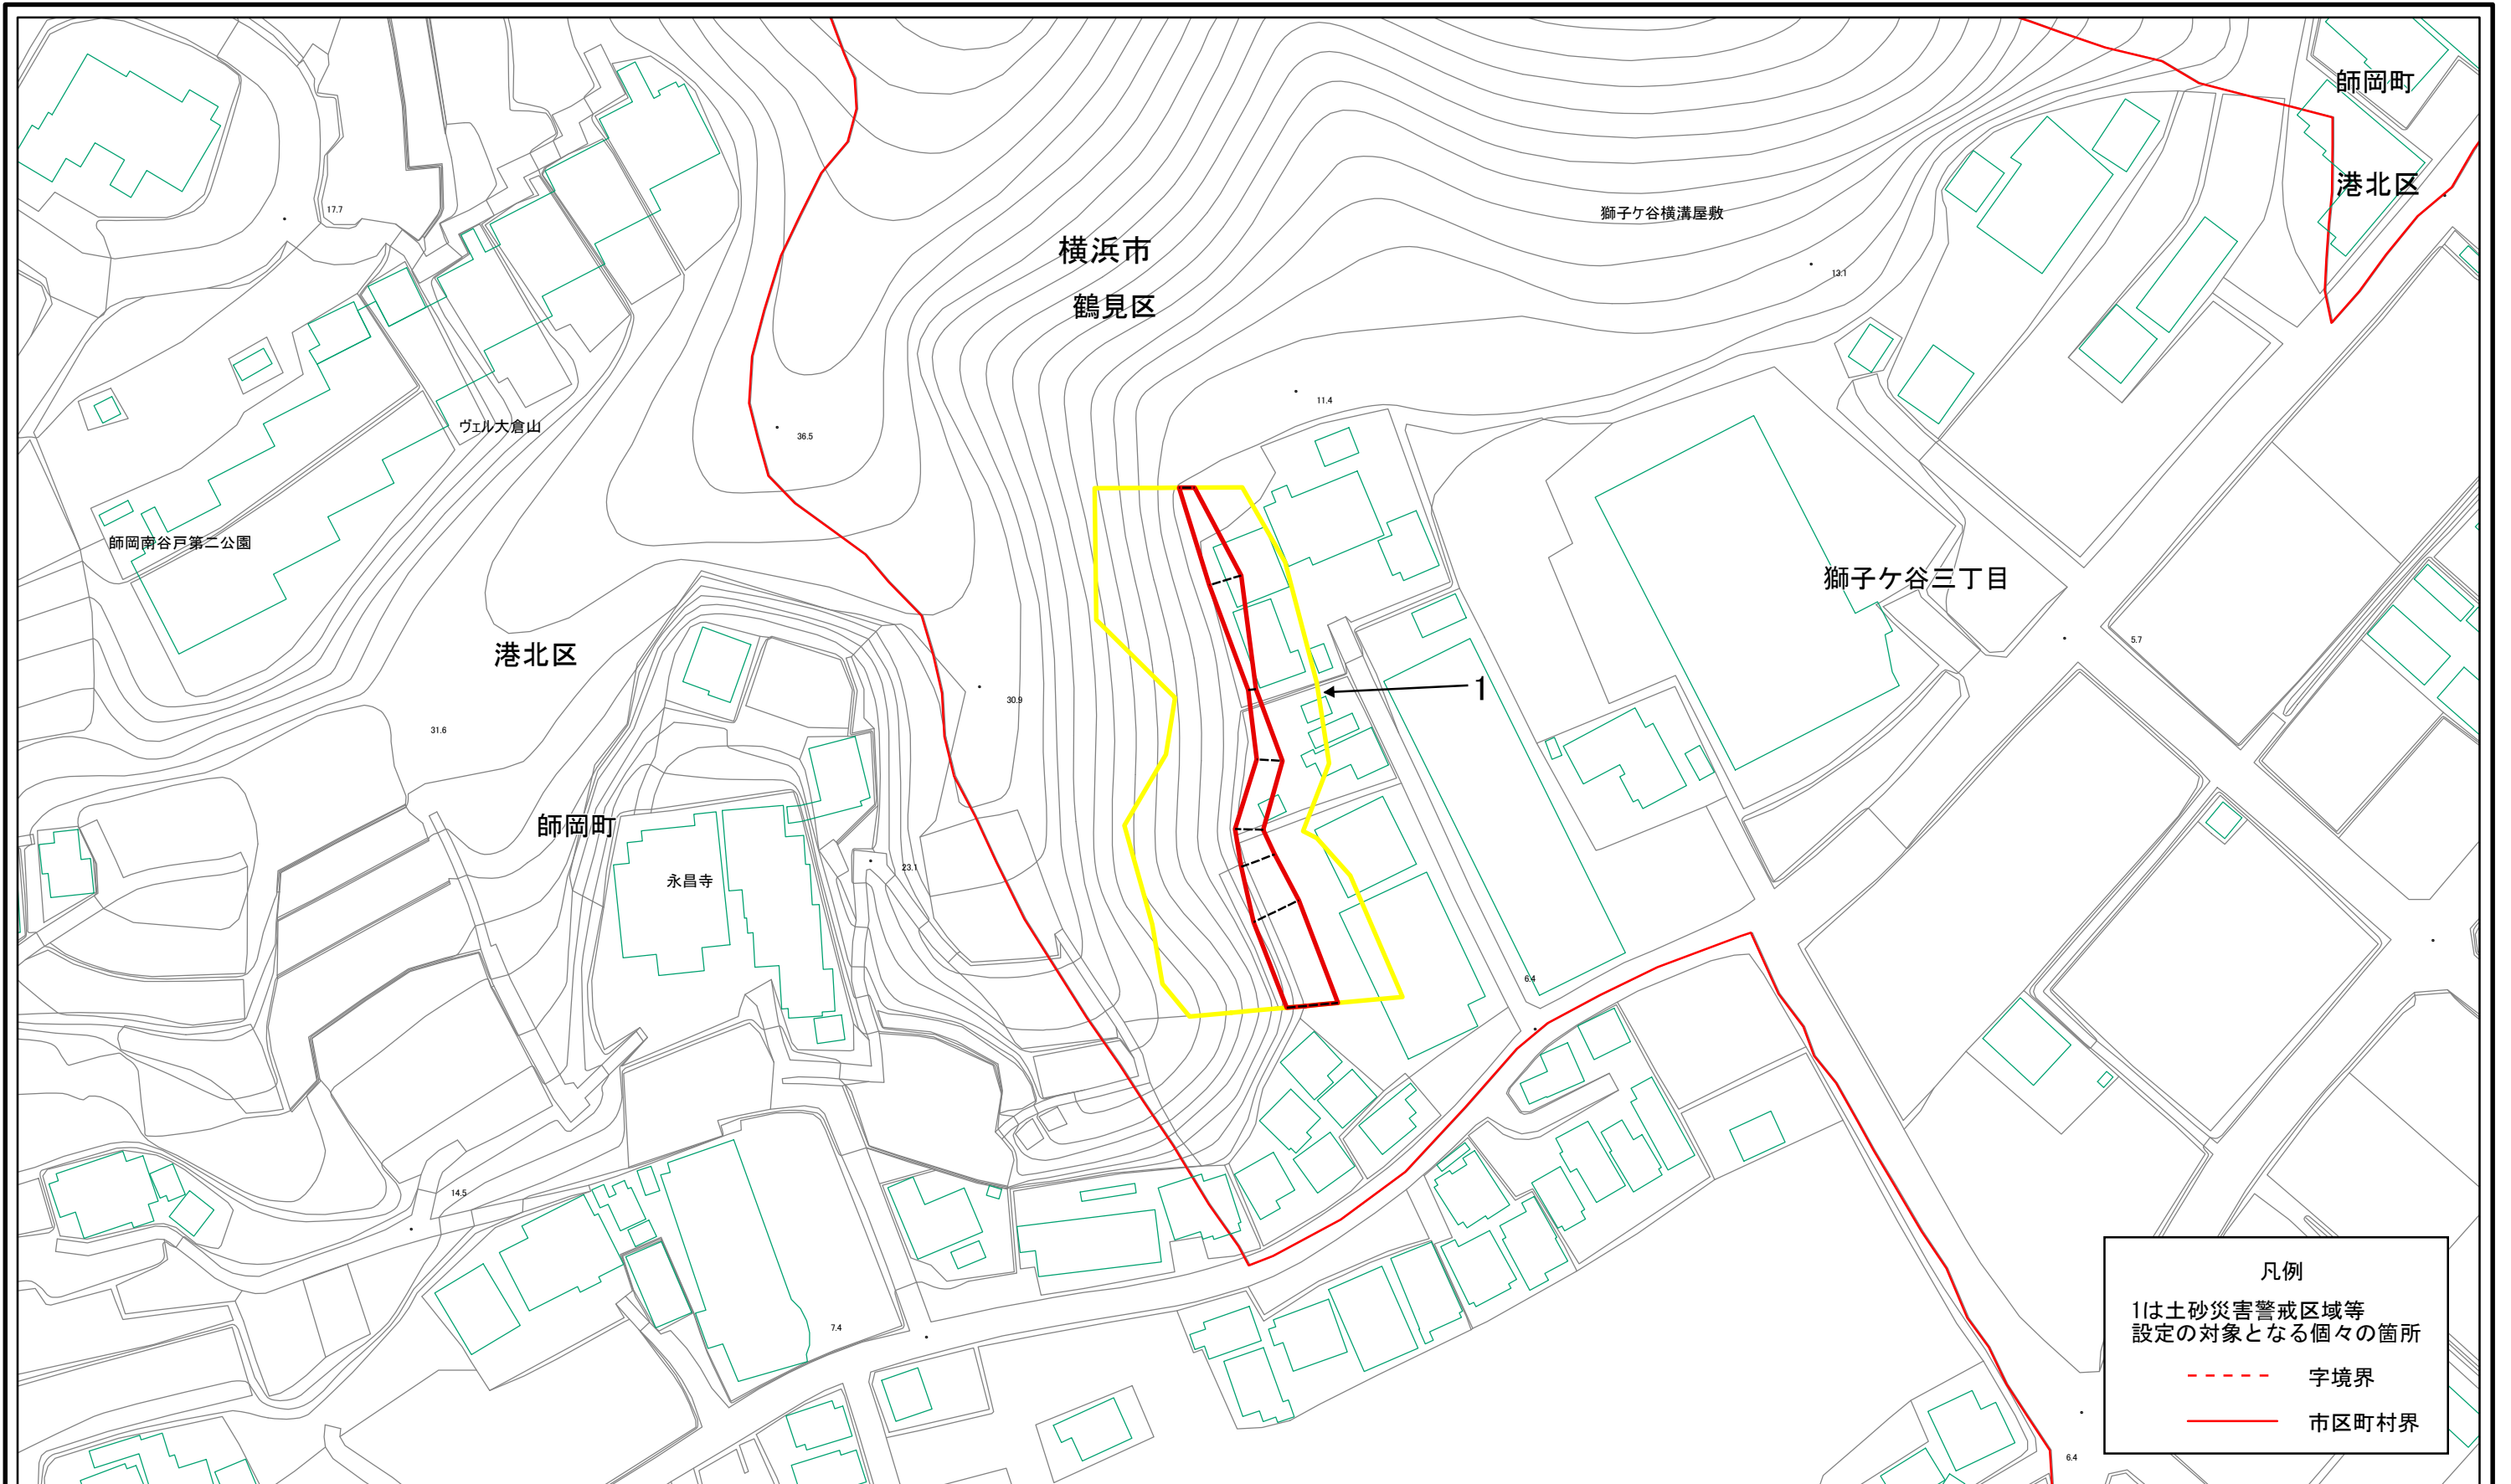 師岡町
港北区
17.7
獅子ケ谷横溝屋敷
横浜市
13.1
鶴見区
11.4
ヴェル大倉山
36.5
師岡南谷戸第二公園
獅子ケ谷三丁目
5.7
港北区
1
30.9
31.6
師岡町
23.1
永昌寺
6.4
14.5
7.4
凡例
1は土砂災害警戒区域等
設定の対象となる個々の箇所
字境界
市区町村界
6.4